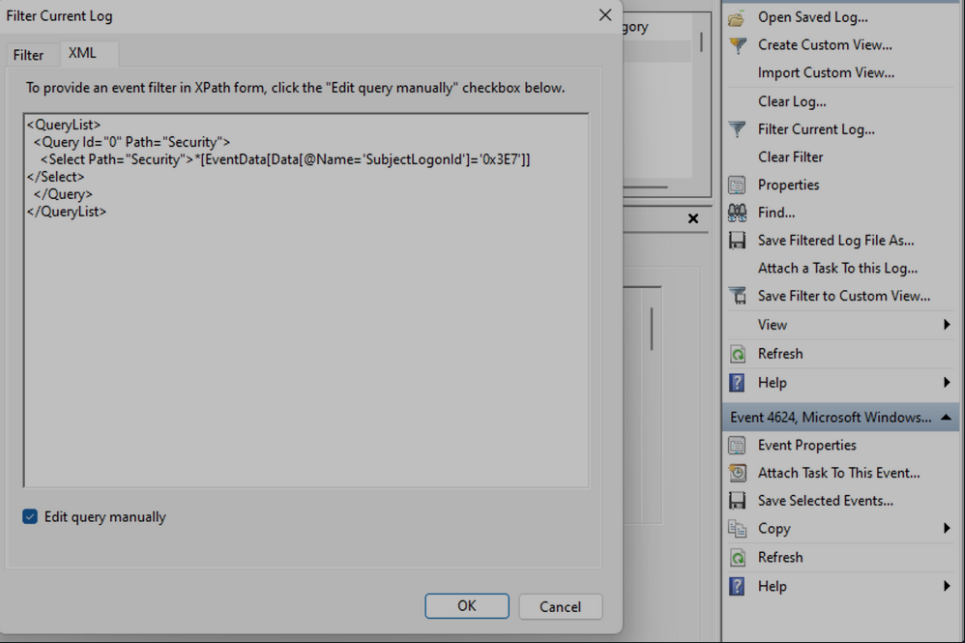 Filter Current Log
Filter
XML
To provide an event filter in XPath form, click the "Edit query manually" checkbox below.
<QueryList>
<Query Id="0" Path="Security">
<Select Path="Security">*[EventData[Data[@Name='SubjectLogonId']='0x3E7']]
</Select>
</Query>
</QueryList>
Edit query manually
OK
Cancel
gory
Open Saved Log...
Create Custom View...
Import Custom View...
Clear Log...
Filter Current Log...
Clear Filter
Properties
Find...
Save Filtered Log File As...
Attach a Task To this Log...
Save Filter to Custom View...
View
Refresh
Help
Event 4624, Microsoft Windows...
Event Properties
Attach Task To This Event...
Save Selected Events...
Copy
Refresh
Help